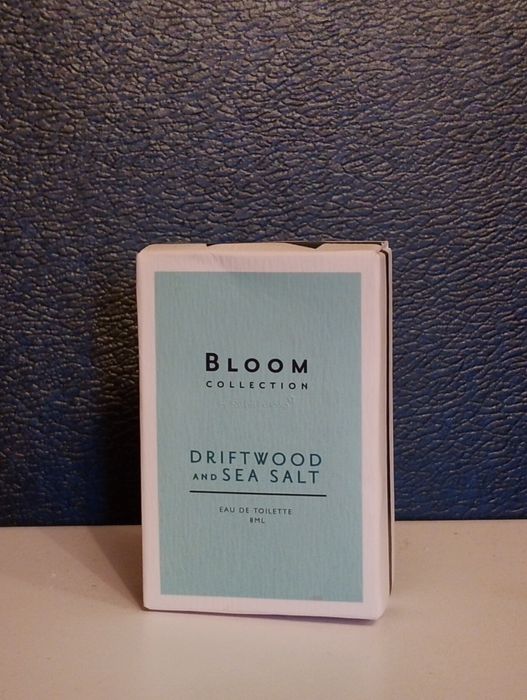 BLOOM
COLLECTION
DRIFTWOOD
AND SEA SALT
EAU DE TOILETTE
8ML